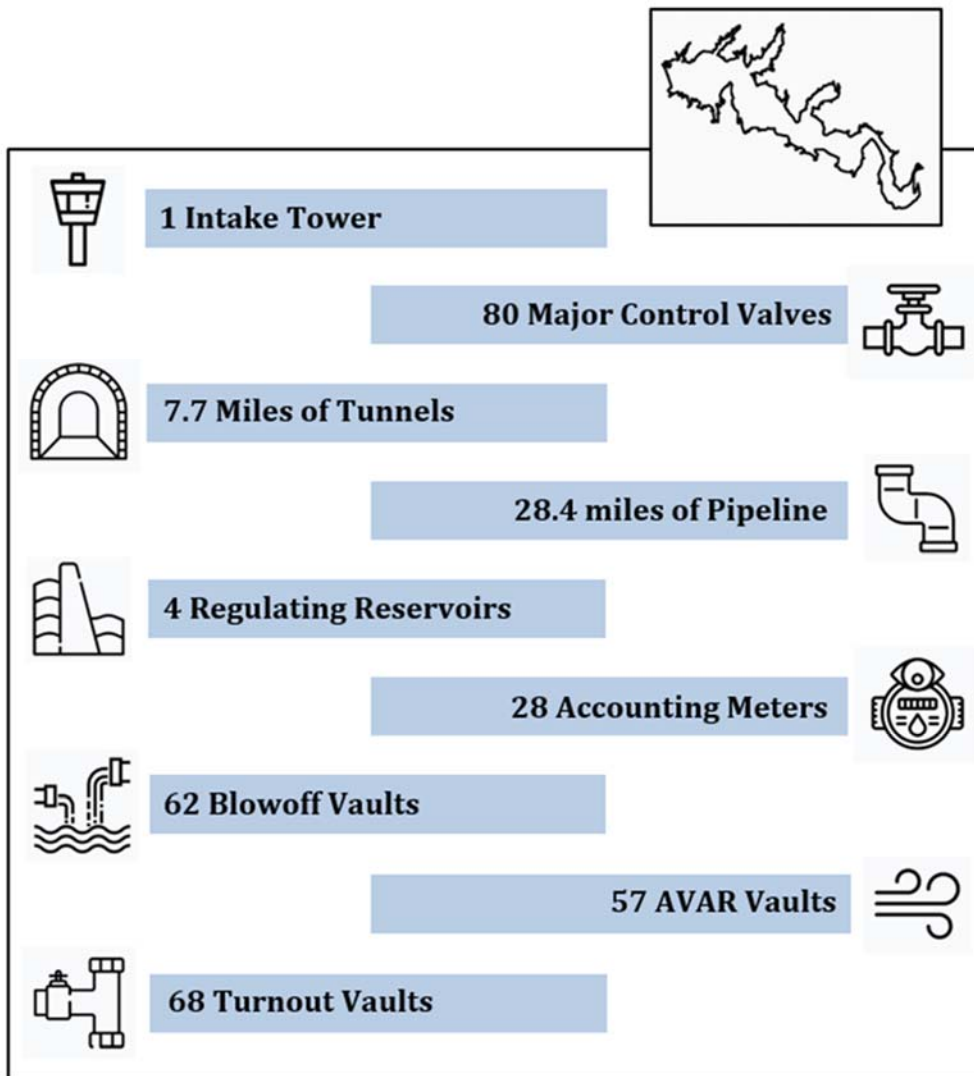 1 Intake Tower
80 Major Control Valves
7.7 Miles of Tunnels
28.4 miles of Pipeline
4 Regulating Reservoirs
28 Accounting Meters
62 Blowoff Vaults
57 AVAR Vaults
68 Turnout Vaults